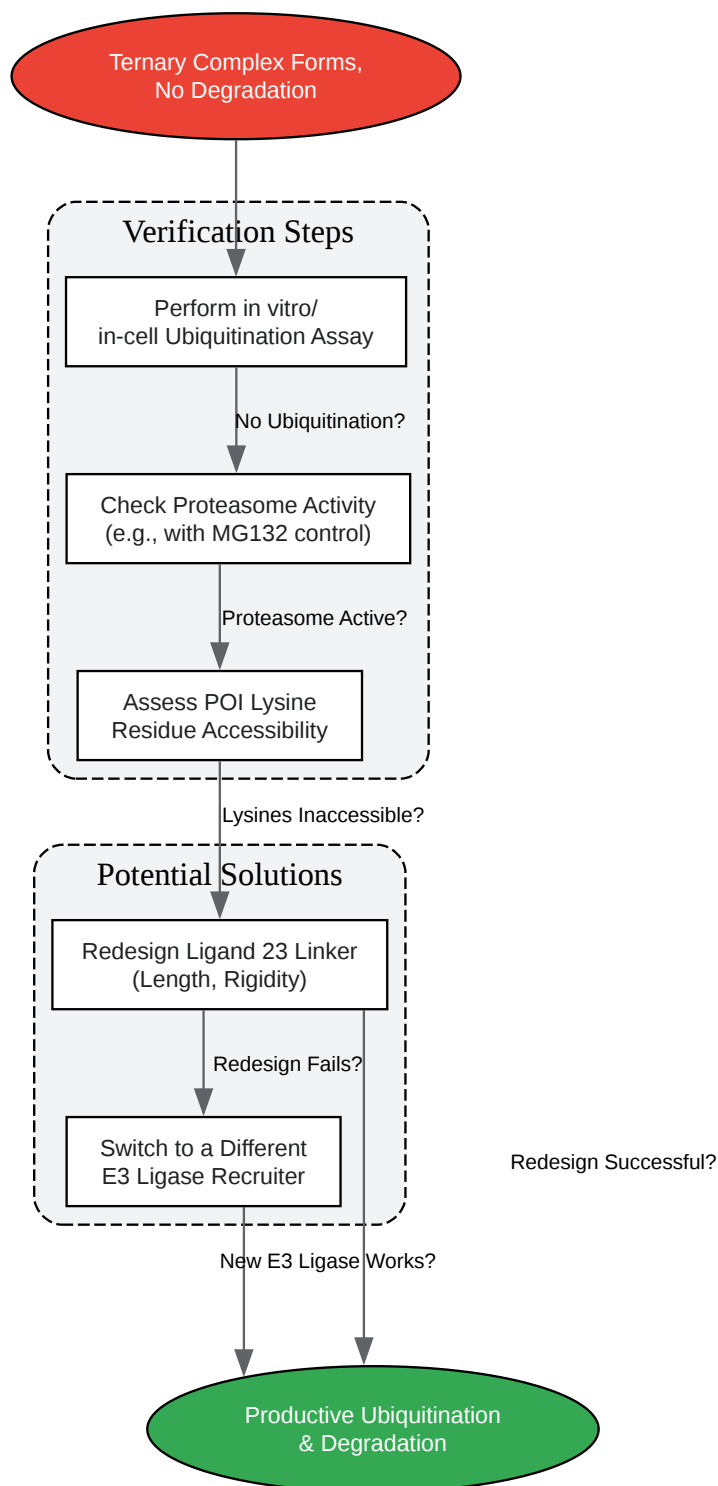 Ternary Complex Forms,
No Degradation
Verification Steps
Perform in vitro/
in-cell Ubiquitination Assay
No Ubiquitination?
Check Proteasome Activity
(e.g., with MG132 control)
Proteasome Active?
Assess POI Lysine
Residue Accessibility
Lysines Inaccessible?
Potential Solutions
Redesign Ligand 23 Linker
(Length, Rigidity)
Redesign Fails?
Switch to a Different
E3 Ligase Recruiter
Redesign Successful?
New E3 Ligase Works?
Productive Ubiquitination
& Degradation